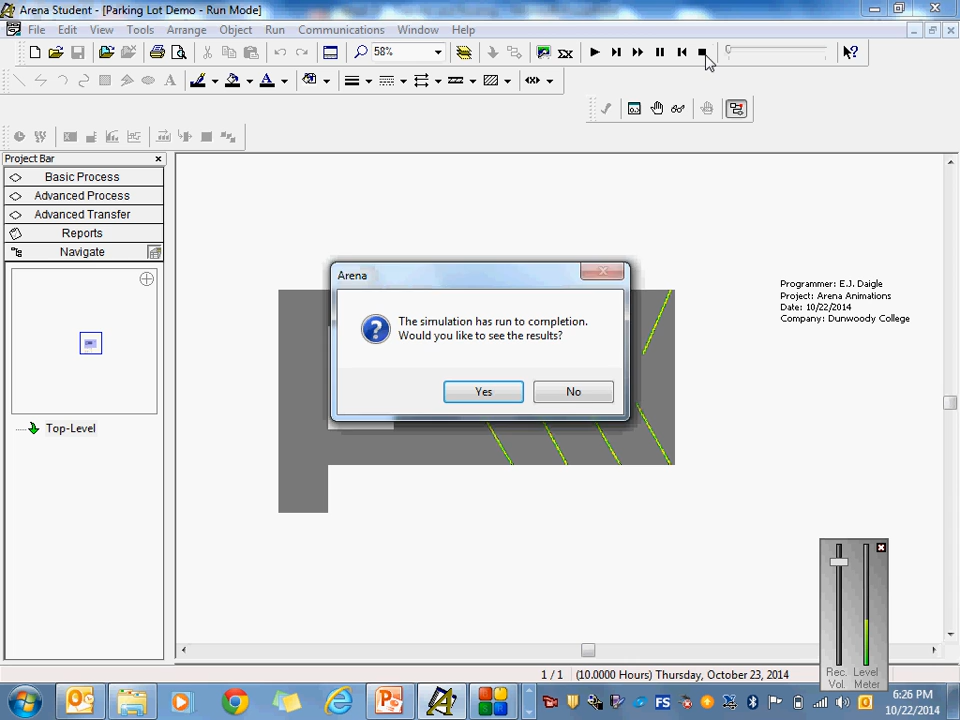 Arena Student - [Parking Lot Demo - Run Mode]
File Edit View Tools Arrange Object Run Communications Window Help
58%
Project Bar
Basic Process
Advanced Process
Advanced Transfer
Reports
Navigate
Top-Level
Arena
The simulation has run to completion.
Would you like to see the results?
Yes No
Programmer: E.J. Daigle
Project: Arena Animations
Date: 10/22/2014
Company: Dunwoody College
Rec. Level
Vol. Meter
1 / 1 (10.0000 Hours) Thursday, October 23, 2014
FS
6:26 PM
10/22/2014